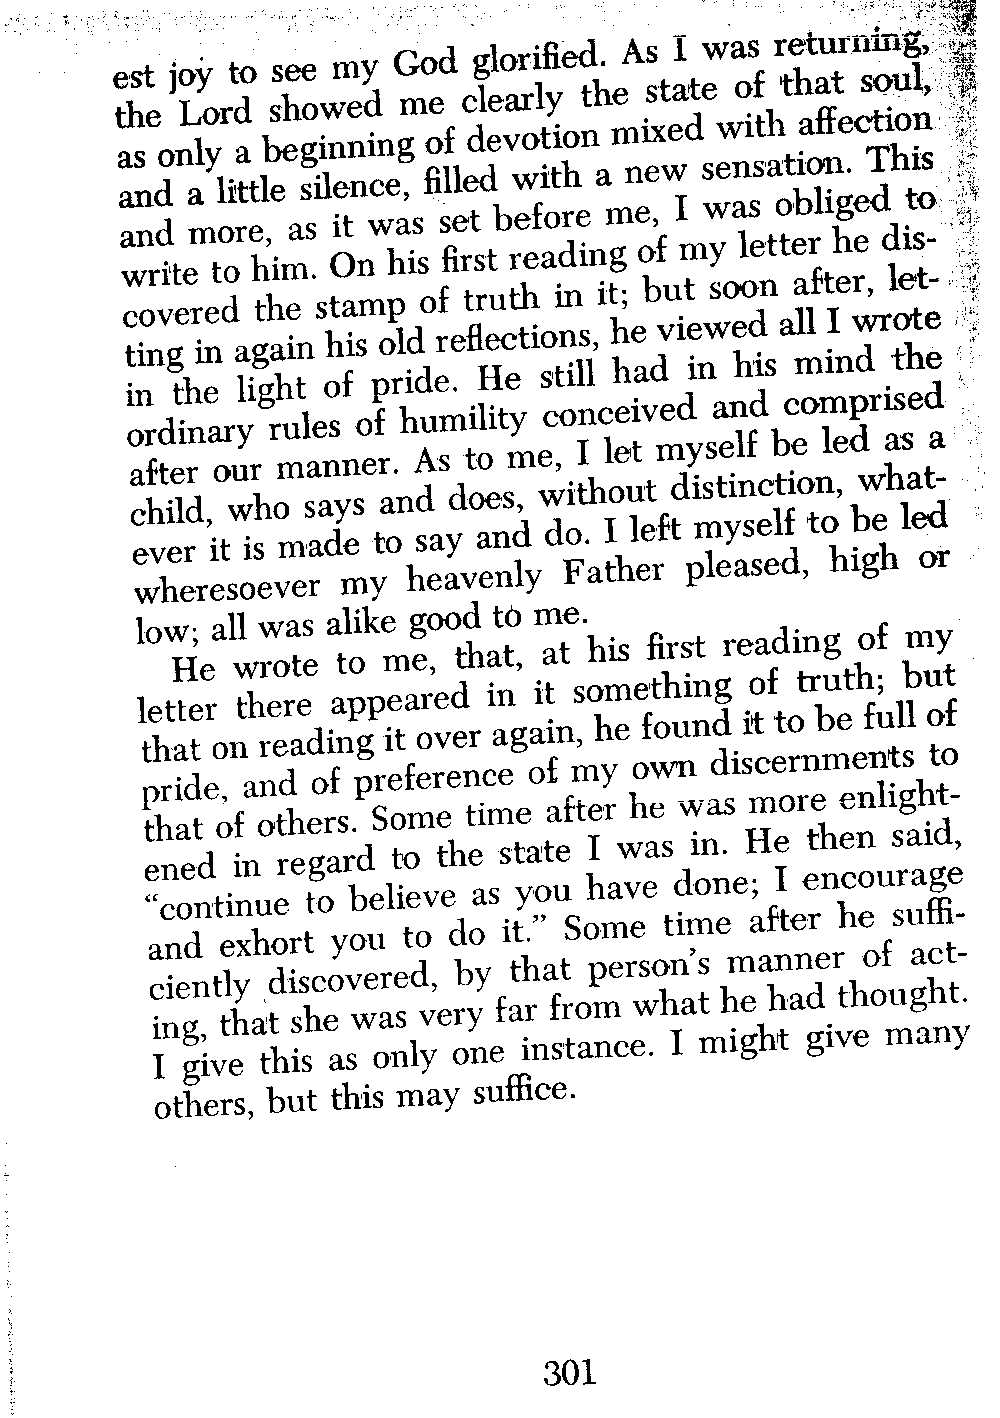 est joy to see my God glorified. As I was returning,
the Lord showed me clearly the state of that soul,
as only a beginning of devotion mixed with affection
and a little silence, filled with a new sensation. This
and more, as it was set before me, I was obliged to
write to him. On his first reading of my letter he dis-
covered the stamp of truth in it; but soon after, let-
ting in again his old reflections, he viewed all I wrote
in the light of pride. He still had in his mind the
ordinary rules of humility conceived and comprised
after our manner. As to me, I let myself be led as a
child, who says and does, without distinction, what-
ever it is made to say and do. I left myself to be led
wheresoever my heavenly Father pleased, high or
low; all was alike good to me.
He wrote to me, that, at his first reading of my
letter there appeared in it something of truth; but
that on reading it over again, he found it to be full of
pride, and of preference of my own discernments to
that of others. Some time after he was more enlight-
ened in regard to the state I was in. He then said,
“continue to believe as you have done; I encourage
and exhort you to do it.” Some time after he suffi-
ciently discovered, by that person’s manner of act-
ing, that she was very far from what he had thought.
I give this as only one instance. I might give many
others, but this may suffice.
301